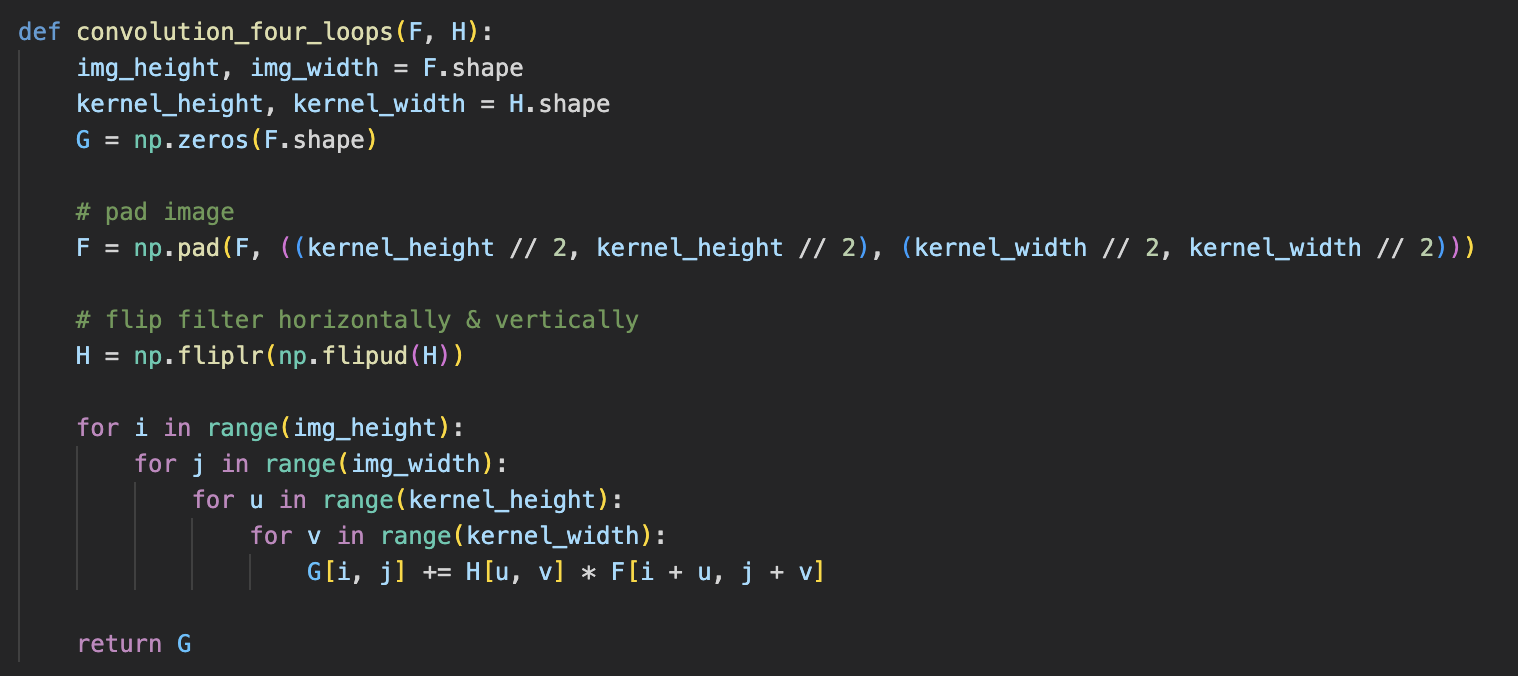 def convolution_four_loops(F, H):
    img_height, img_width = F.shape
    kernel_height, kernel_width = H.shape
    G = np.zeros(F.shape)

    # pad image
    F = np.pad(F, ((kernel_height // 2, kernel_height // 2), (kernel_width // 2, kernel_width // 2)))

    # flip filter horizontally & vertically
    H = np.fliplr(np.flipud(H))

    for i in range(img_height):
        for j in range(img_width):
            for u in range(kernel_height):
                for v in range(kernel_width):
                    G[i, j] += H[u, v] * F[i + u, j + v]

    return G